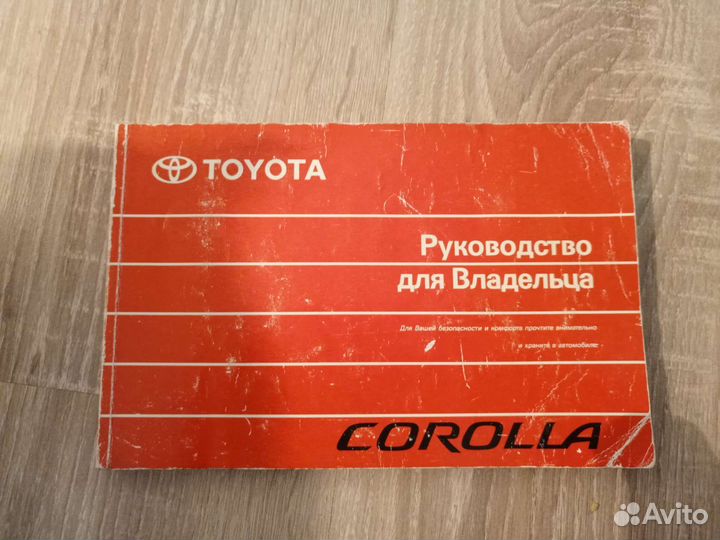 TOYOTA
Руководство
для Владельца
Для Вашей безопасности и комфорта прочтите внимательно
и храните в автомобиле
COROLLA
Avito